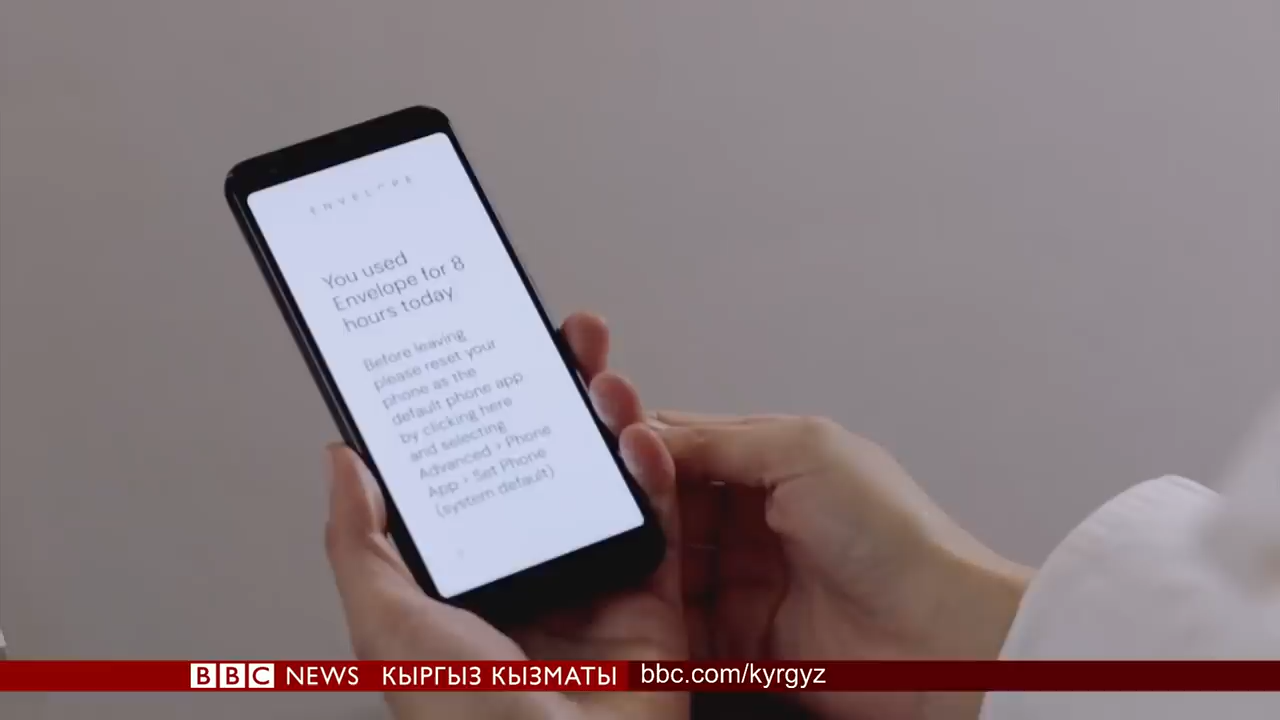 ENVELOPE
You used
Envelope for 8
hours today
Before leaving
please reset your
phone as the
default phone app
by clicking here
and selecting
Advanced > Phone
App > Set Phone
(system default)
BBC NEWS КЫРГЫЗ КЫЗМАТЫ bbc.com/kyrgyz